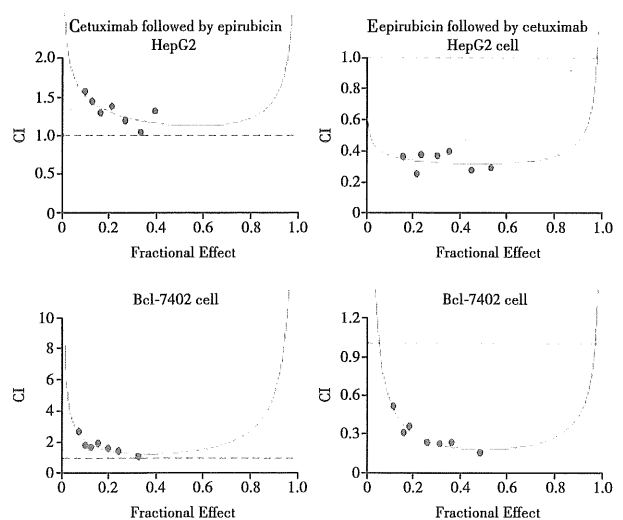 Cetuximab followed by epirubicin
HepG2
2.0
1.5
1.0
0.5
0
CI
0 0.2 0.4 0.6 0.8 1.0
Fractional Effect
Eepirubicin followed by cetuximab
HepG2 cell
1.0
0.8
0.6
0.4
0.2
0
CI
0 0.2 0.4 0.6 0.8 1.0
Fractional Effect
Bcl-7402 cell
10
8
6
4
2
0
CI
0 0.2 0.4 0.6 0.8 1.0
Fractional Effect
Bcl-7402 cell
1.2
0.9
0.6
0.3
0
CI
0 0.2 0.4 0.6 0.8 1.0
Fractional Effect